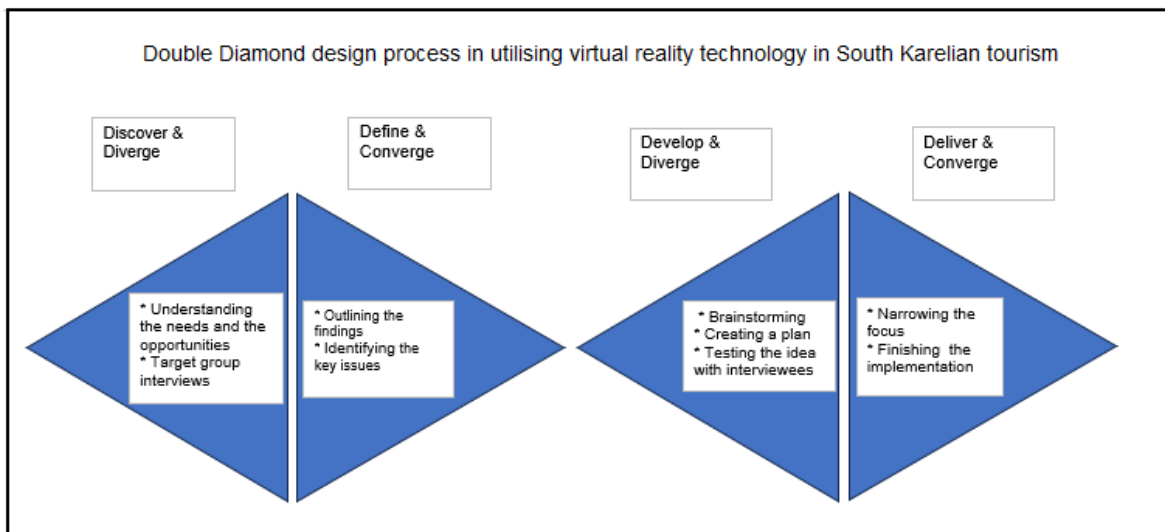 Double Diamond design process in utilising virtual reality technology in South Karelian tourism
Discover &
Diverge
Define &
Converge
Develop &
Diverge
Deliver &
Converge
* Understanding
the needs and the
opportunities
* Target group
interviews
* Outlining the
findings
* Identifying the
key issues
* Brainstorming
* Creating a plan
* Testing the idea
with interviewees
* Narrowing the
focus
* Finishing the
implementation